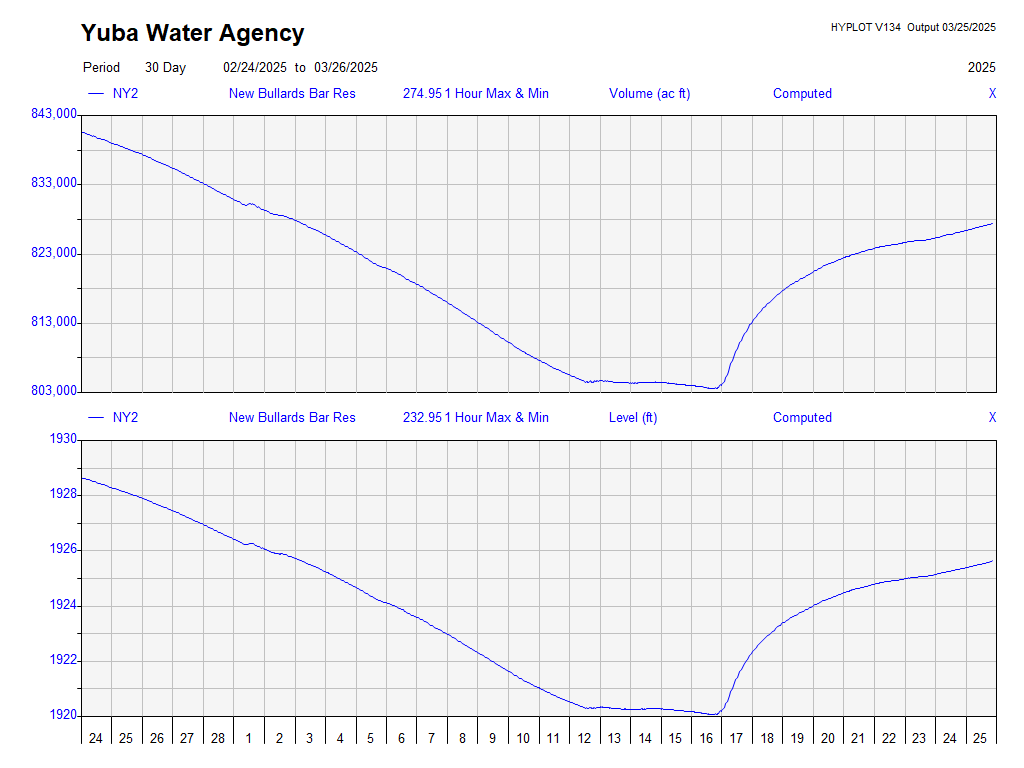 Yuba Water Agency
HYPLOT V134 Output 03/25/2025
Period 30 Day 02/24/2025 to 03/26/2025 2025
NY2 New Bullards Bar Res 274.95 1 Hour Max & Min Volume (ac ft) Computed X
843,000
833,000
823,000
813,000
803,000
NY2 New Bullards Bar Res 232.95 1 Hour Max & Min Level (ft) Computed X
1930
1928
1926
1924
1922
1920
24 25 26 27 28 1 2 3 4 5 6 7 8 9 10 11 12 13 14 15 16 17 18 19 20 21 22 23 24 25